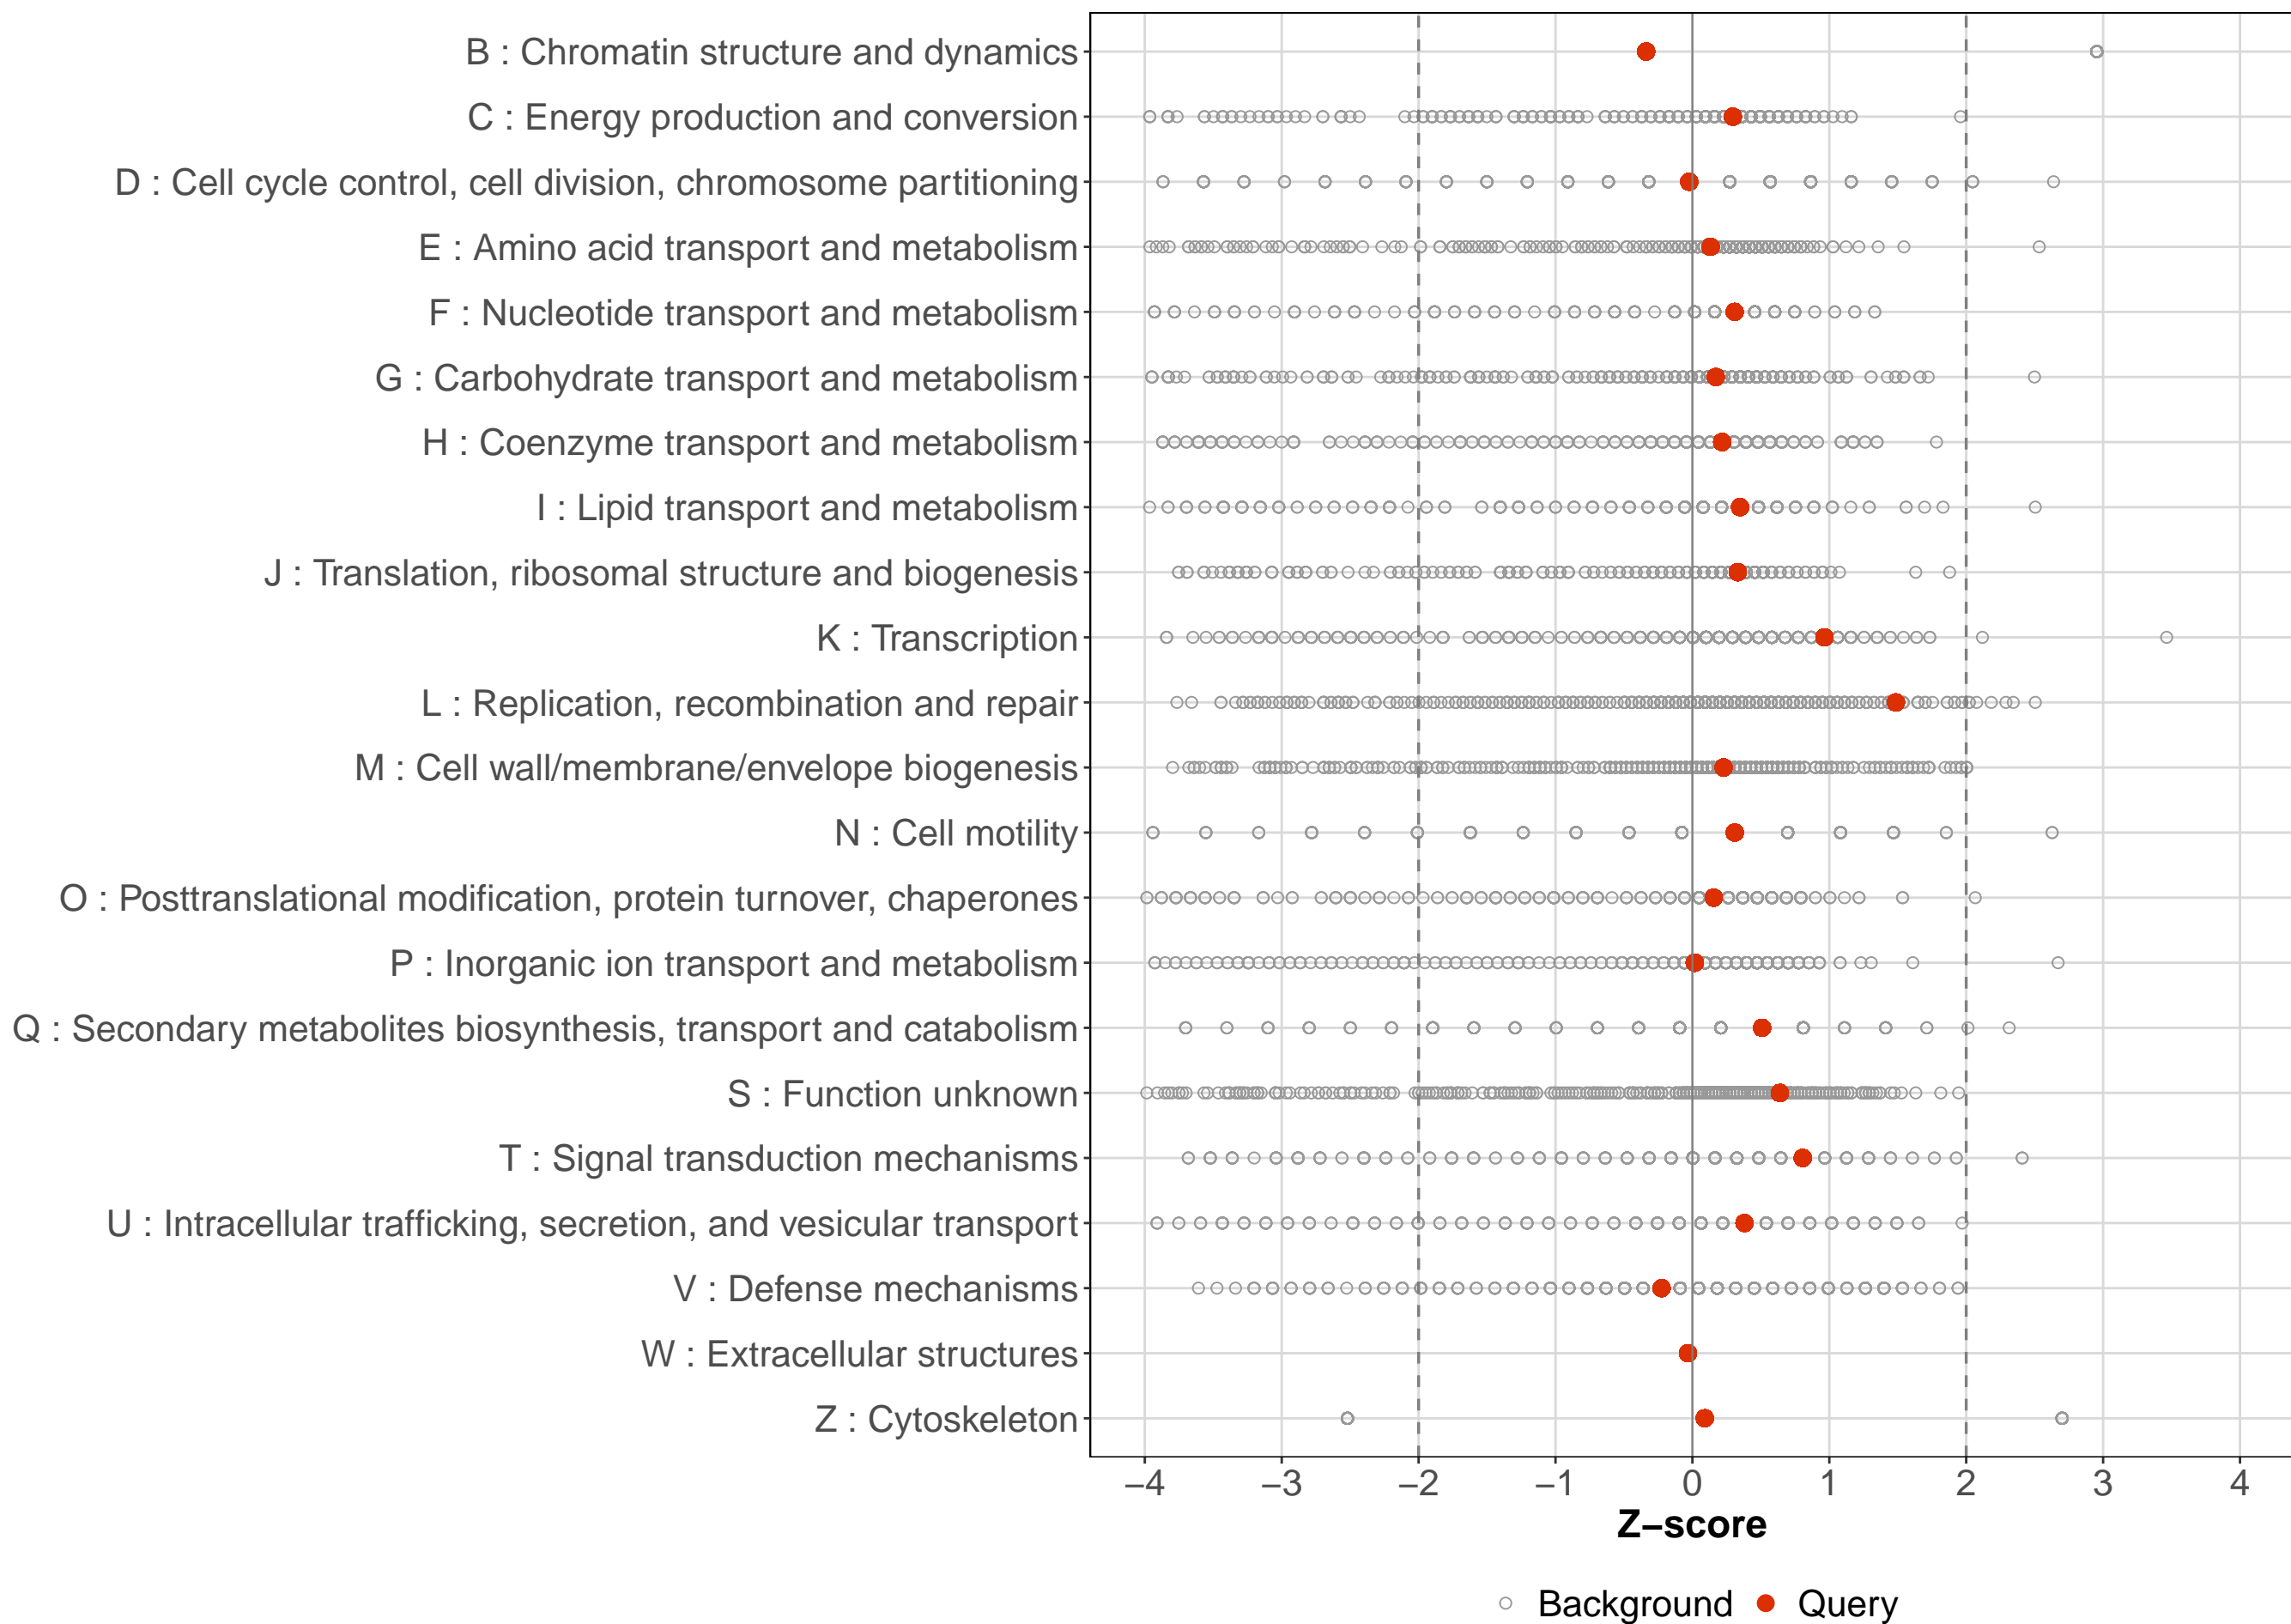 B : Chromatin structure and dynamics
C : Energy production and conversion
D : Cell cycle control, cell division, chromosome partitioning
E : Amino acid transport and metabolism
F : Nucleotide transport and metabolism
G : Carbohydrate transport and metabolism
H : Coenzyme transport and metabolism
I : Lipid transport and metabolism
J : Translation, ribosomal structure and biogenesis
K : Transcription
L : Replication, recombination and repair
M : Cell wall/membrane/envelope biogenesis
N : Cell motility
O : Posttranslational modification, protein turnover, chaperones
P : Inorganic ion transport and metabolism
Q : Secondary metabolites biosynthesis, transport and catabolism
S : Function unknown
T : Signal transduction mechanisms
U : Intracellular trafficking, secretion, and vesicular transport
V : Defense mechanisms
W : Extracellular structures
Z : Cytoskeleton
−4 −3 −2 −1 0 1 2 3 4
Z−score
Background Query